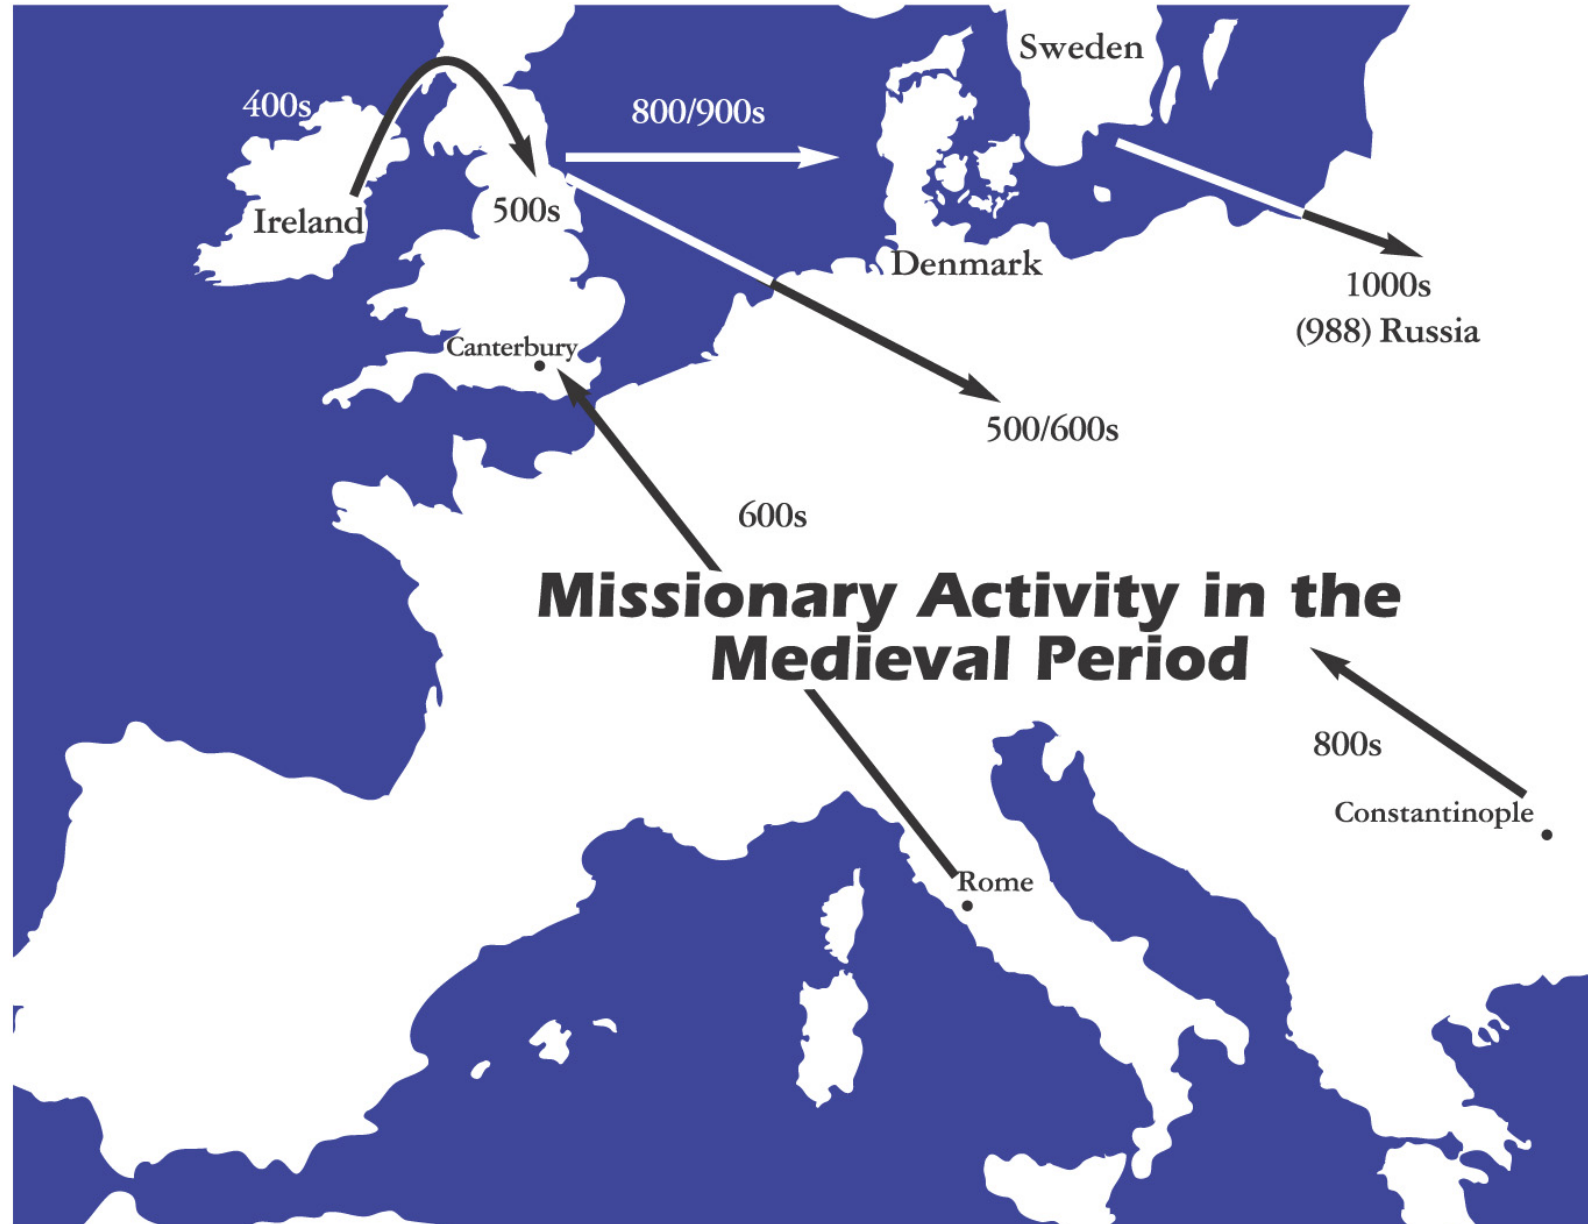 Sweden
400s
800/900s
Ireland
500s
Denmark
1000s
(988) Russia
Canterbury
500/600s
600s
Missionary Activity in the
Medieval Period
800s
Constantinople
Rome